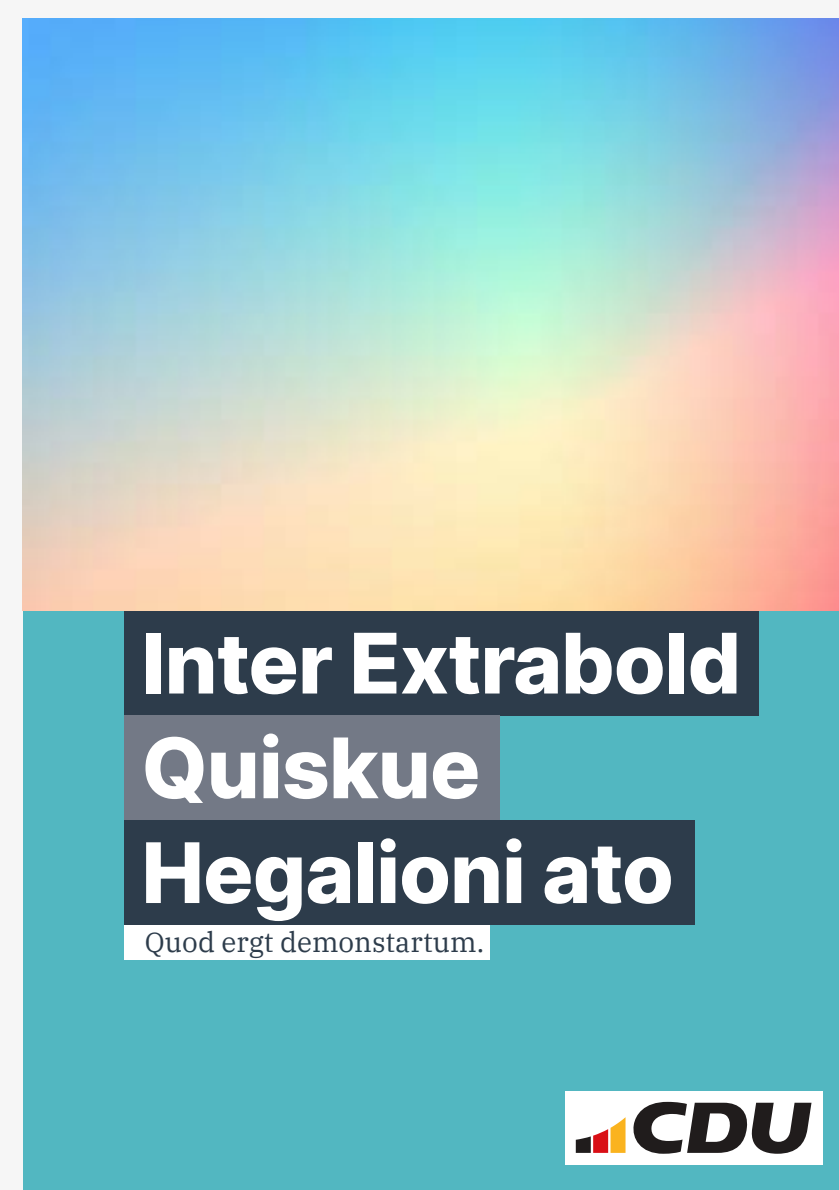 Inter Extrabold
Quiskue
Hegalioni ato
Quod ergt demonstartum.
CDU